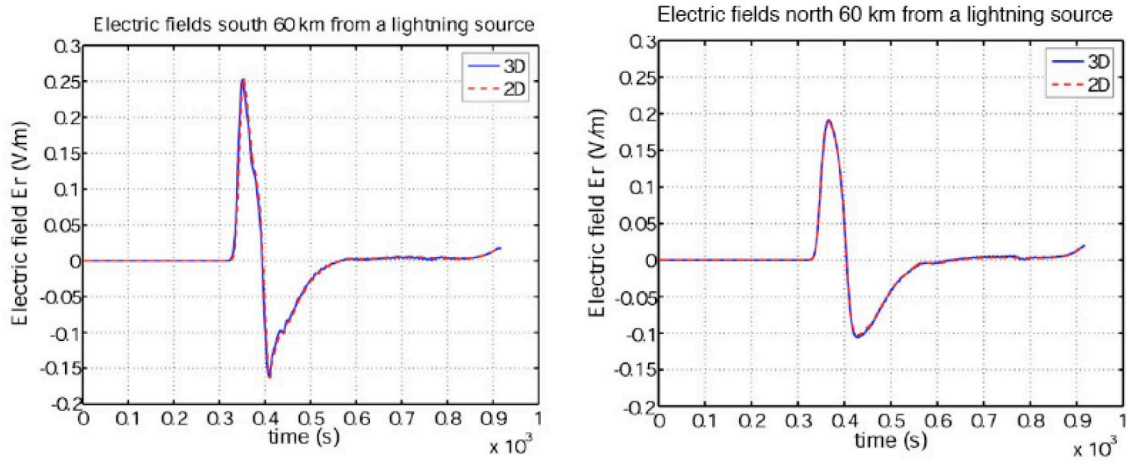 Electric fields south 60 km from a lightning source
0.3
0.25
0.2
0.15
0.1
0.05
0
-0.05
-0.1
-0.15
-0.2
Electric field Er (V/m)
3D
2D
0 0.1 0.2 0.3 0.4 0.5 0.6 0.7 0.8 0.9 1
time (s)
x 10³
Electric fields north 60 km from a lightning source
0.3
0.25
0.2
0.15
0.1
0.05
0
-0.05
-0.1
-0.15
-0.2
Electric field Er (V/m)
3D
2D
0 0.1 0.2 0.3 0.4 0.5 0.6 0.7 0.8 0.9 1
time (s)
x 10³